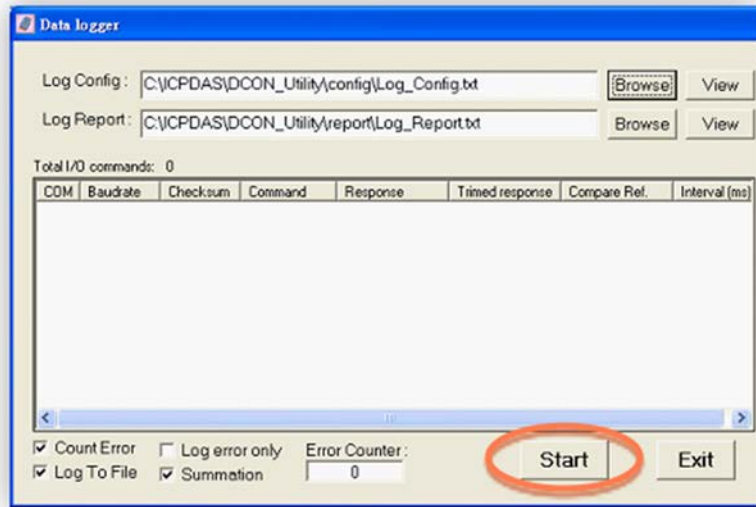 Data logger
Log Config : C:\ICPDAS\DCON_Utility\config\Log_Config.txt Browse View
Log Report : C:\ICPDAS\DCON_Utility\report\Log_Report.txt Browse View
Total I/O commands: 0
COM Baudrate Checksum Command Response Trimed response Compare Ref. Interval (ms)
Count Error Log error only Error Counter :
Log To File Summation 0 Start Exit